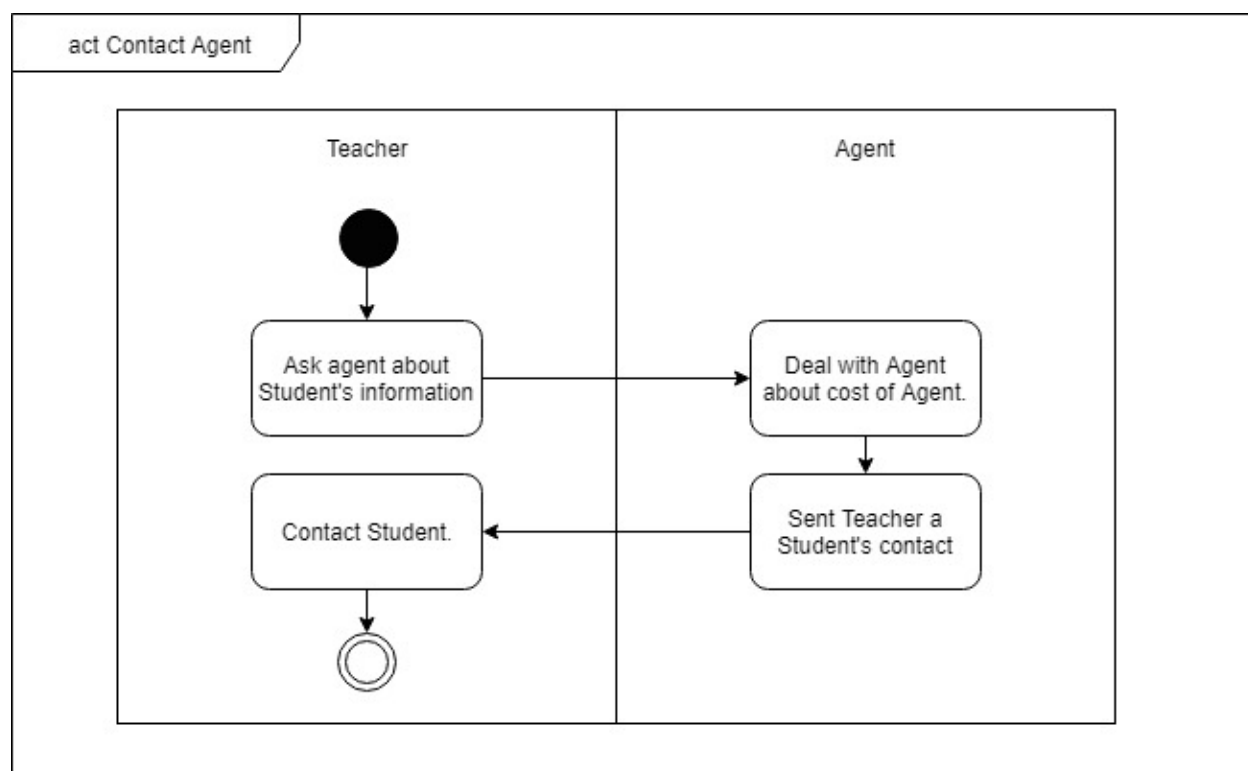 act Contact Agent
Teacher
Agent
Ask agent about
Student's information
Deal with Agent
about cost of Agent.
Contact Student.
Sent Teacher a
Student's contact